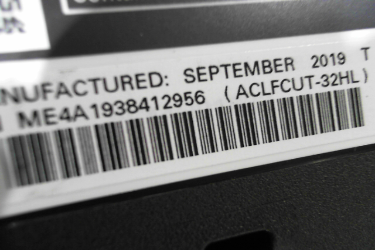 NUFACTURED: SEPTEMBER 2019 T
ME4A1938412956 (ACLFCUT-32HL)